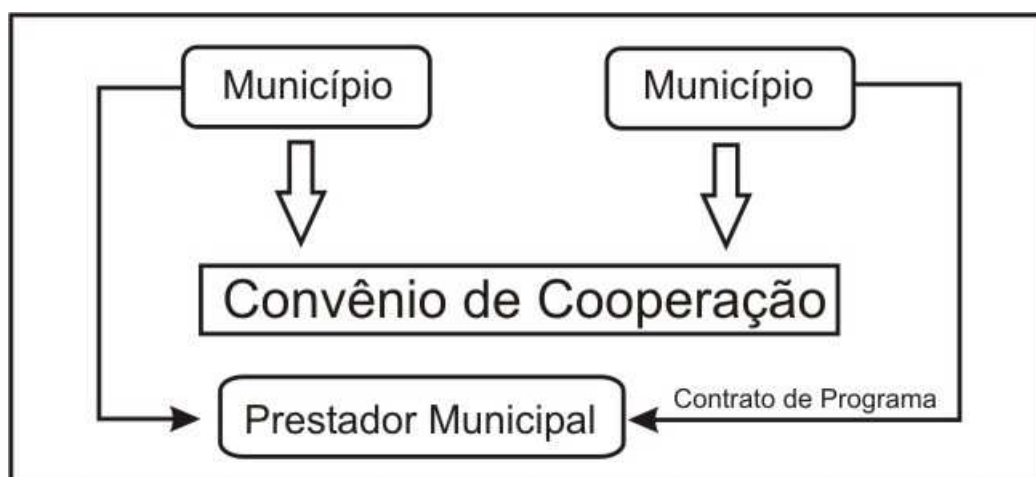 Município
Município
Convênio de Cooperação
Contrato de Programa
Prestador Municipal